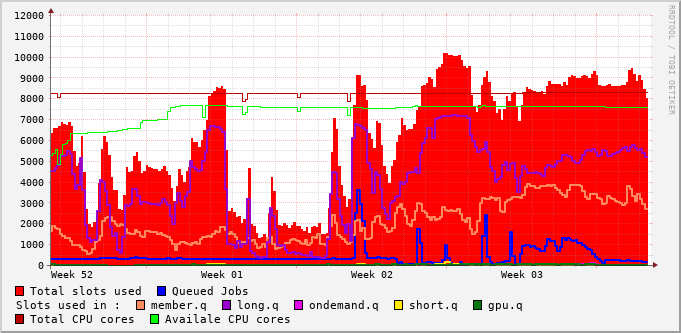 RRDTOOL / TOBI OETIKER
12000
11000
10000
9000
8000
7000
6000
5000
4000
3000
2000
1000
0
Week 52 Week 01 Week 02 Week 03
Total slots used Queued Jobs
Slots used in : member.q long.q ondemand.q short.q gpu.q
Total CPU cores Availale CPU cores